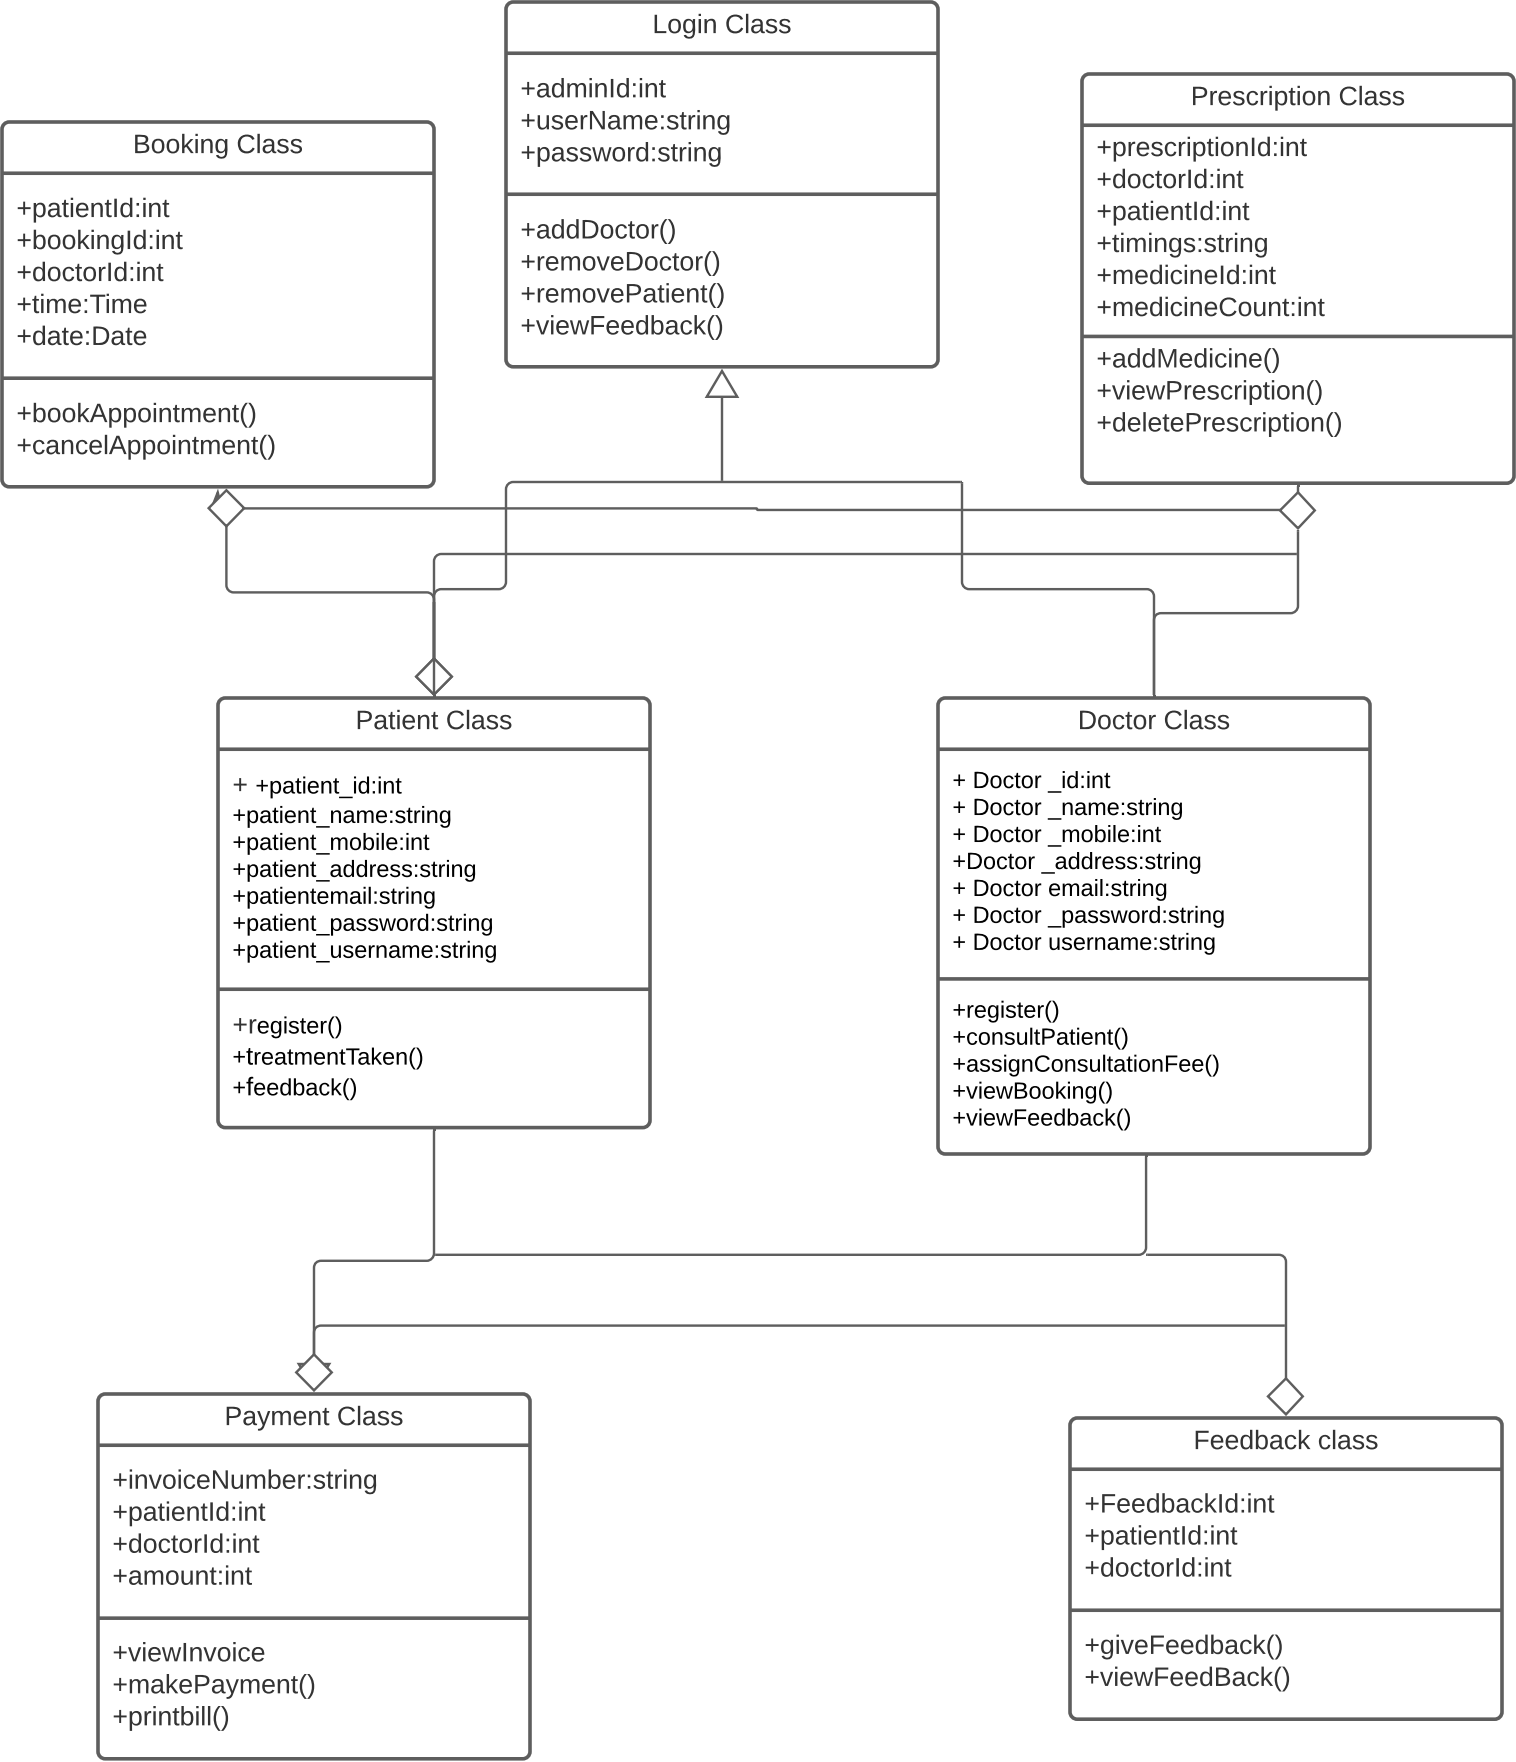 Login Class
+adminId:int
+userName:string
+password:string
+addDoctor()
+removeDoctor()
+removePatient()
+viewFeedback()
Prescription Class
+prescriptionId:int
+doctorId:int
+patientId:int
+timings:string
+medicineId:int
+medicineCount:int
+addMedicine()
+viewPrescription()
+deletePrescription()
Booking Class
+patientId:int
+bookingId:int
+doctorId:int
+time:Time
+date:Date
+bookAppointment()
+cancelAppointment()
Patient Class
+ +patient_id:int
+patient_name:string
+patient_mobile:int
+patient_address:string
+patientemail:string
+patient_password:string
+patient_username:string
+register()
+treatmentTaken()
+feedback()
Doctor Class
+ Doctor _id:int
+ Doctor _name:string
+ Doctor _mobile:int
+Doctor _address:string
+ Doctor email:string
+ Doctor _password:string
+ Doctor username:string
+register()
+consultPatient()
+assignConsultationFee()
+viewBooking()
+viewFeedback()
Payment Class
+invoiceNumber:string
+patientId:int
+doctorId:int
+amount:int
+viewInvoice
+makePayment()
+printbill()
Feedback class
+FeedbackId:int
+patientId:int
+doctorId:int
+giveFeedback()
+viewFeedBack()